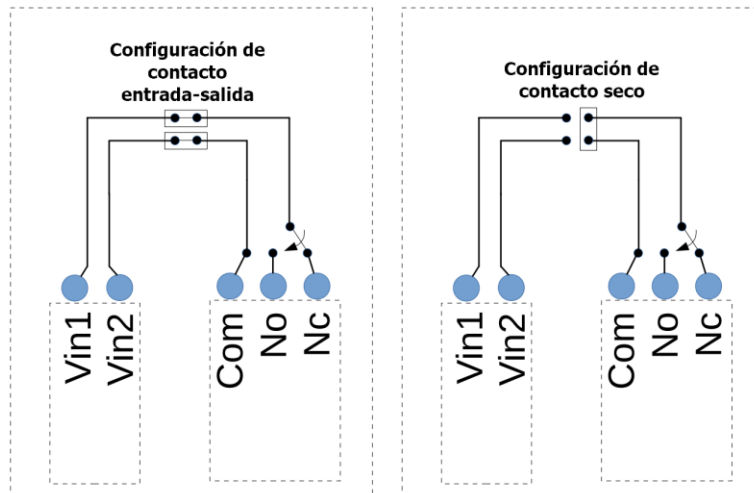 Configuración de
contacto
entrada-salida
Vin1
Vin2
Com
No
Nc
Configuración de
contacto seco
Vin1
Vin2
Com
No
Nc